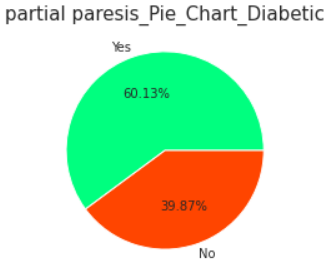 partial paresis_Pie_Chart_Diabetic
Yes
60.13%
39.87%
No